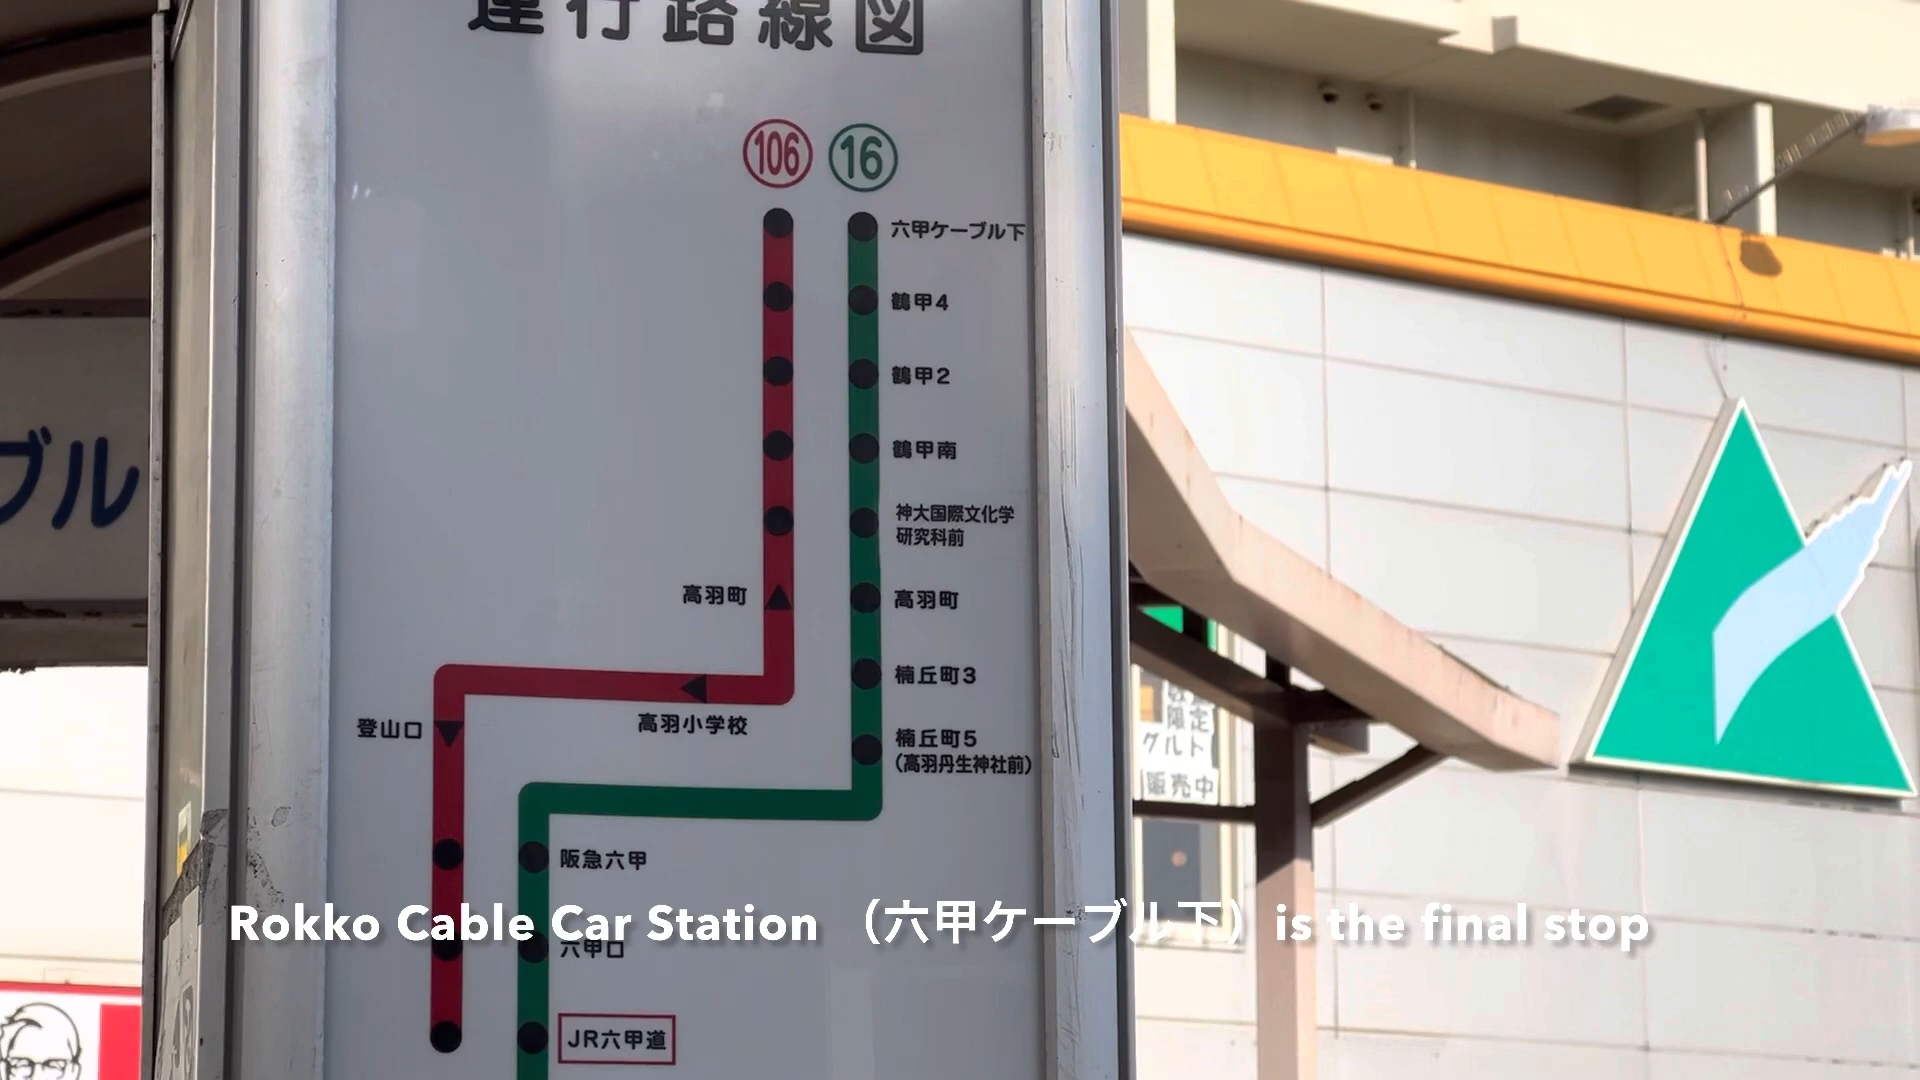 運行路線図
106 16
六甲ケーブル下
鶴甲4
鶴甲2
鶴甲南
神大国際文化学
研究科前
高羽町
高羽町
楠丘町3
登山口
高羽小学校
楠丘町5
(高羽丹生神社前)
阪急六甲
六甲口
JR六甲道
ブル
限定
グルト
販売中
Rokko Cable Car Station （六甲ケーブル下）is the final stop